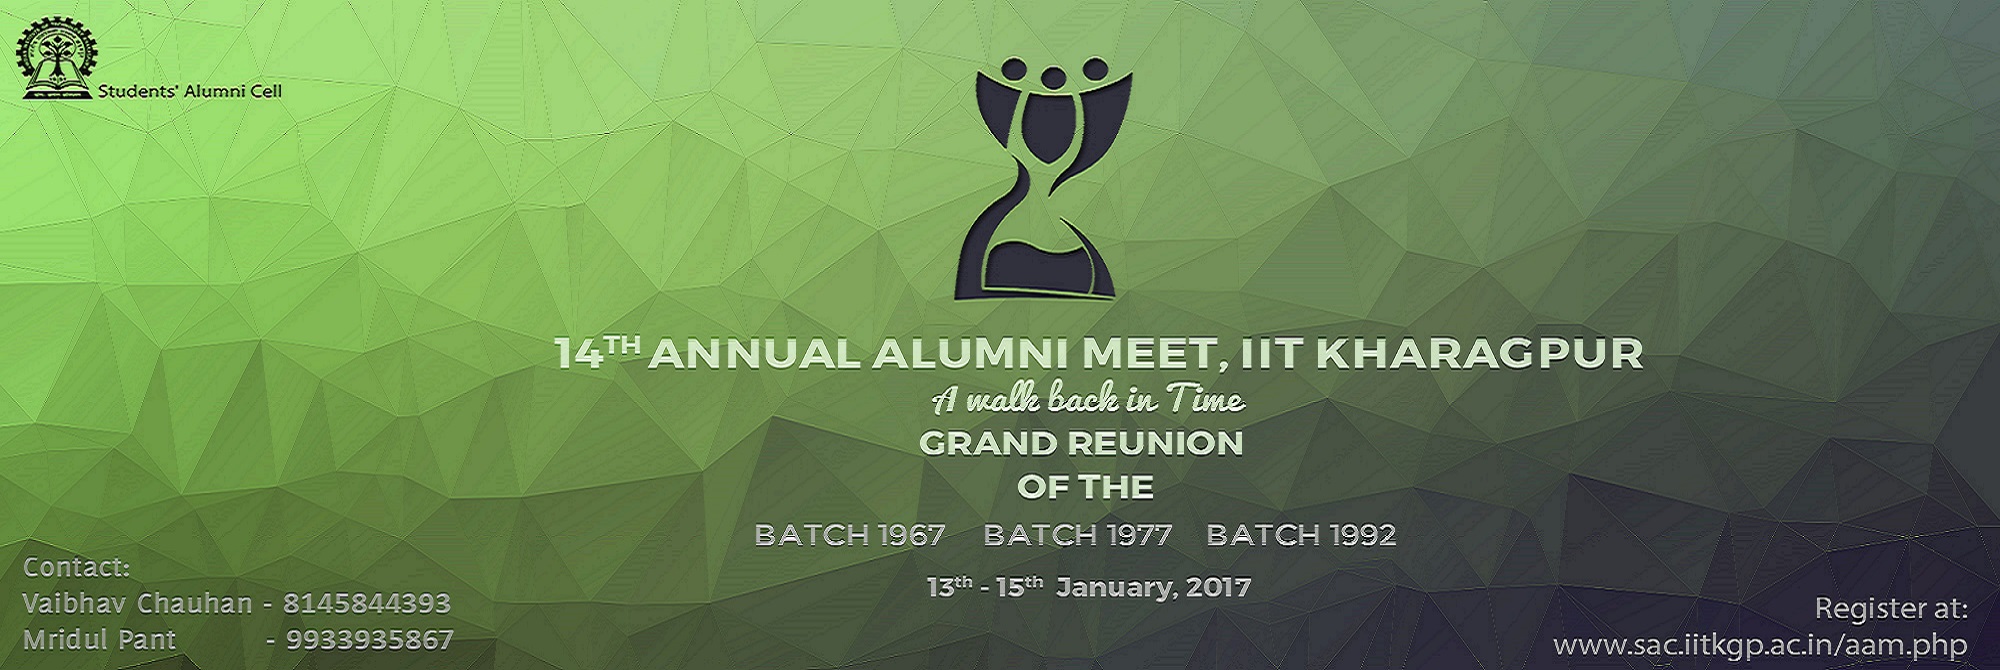 Students' Alumni Cell
14TH ANNUAL ALUMNI MEET, IIT KHARAGPUR
A walk back in Time
GRAND REUNION
OF THE
BATCH 1967 BATCH 1977 BATCH 1992
13th - 15th January, 2017
Contact:
Vaibhav Chauhan - 8145844393
Mridul Pant - 9933935867
Register at:
www.sac.iitkgp.ac.in/aam.php